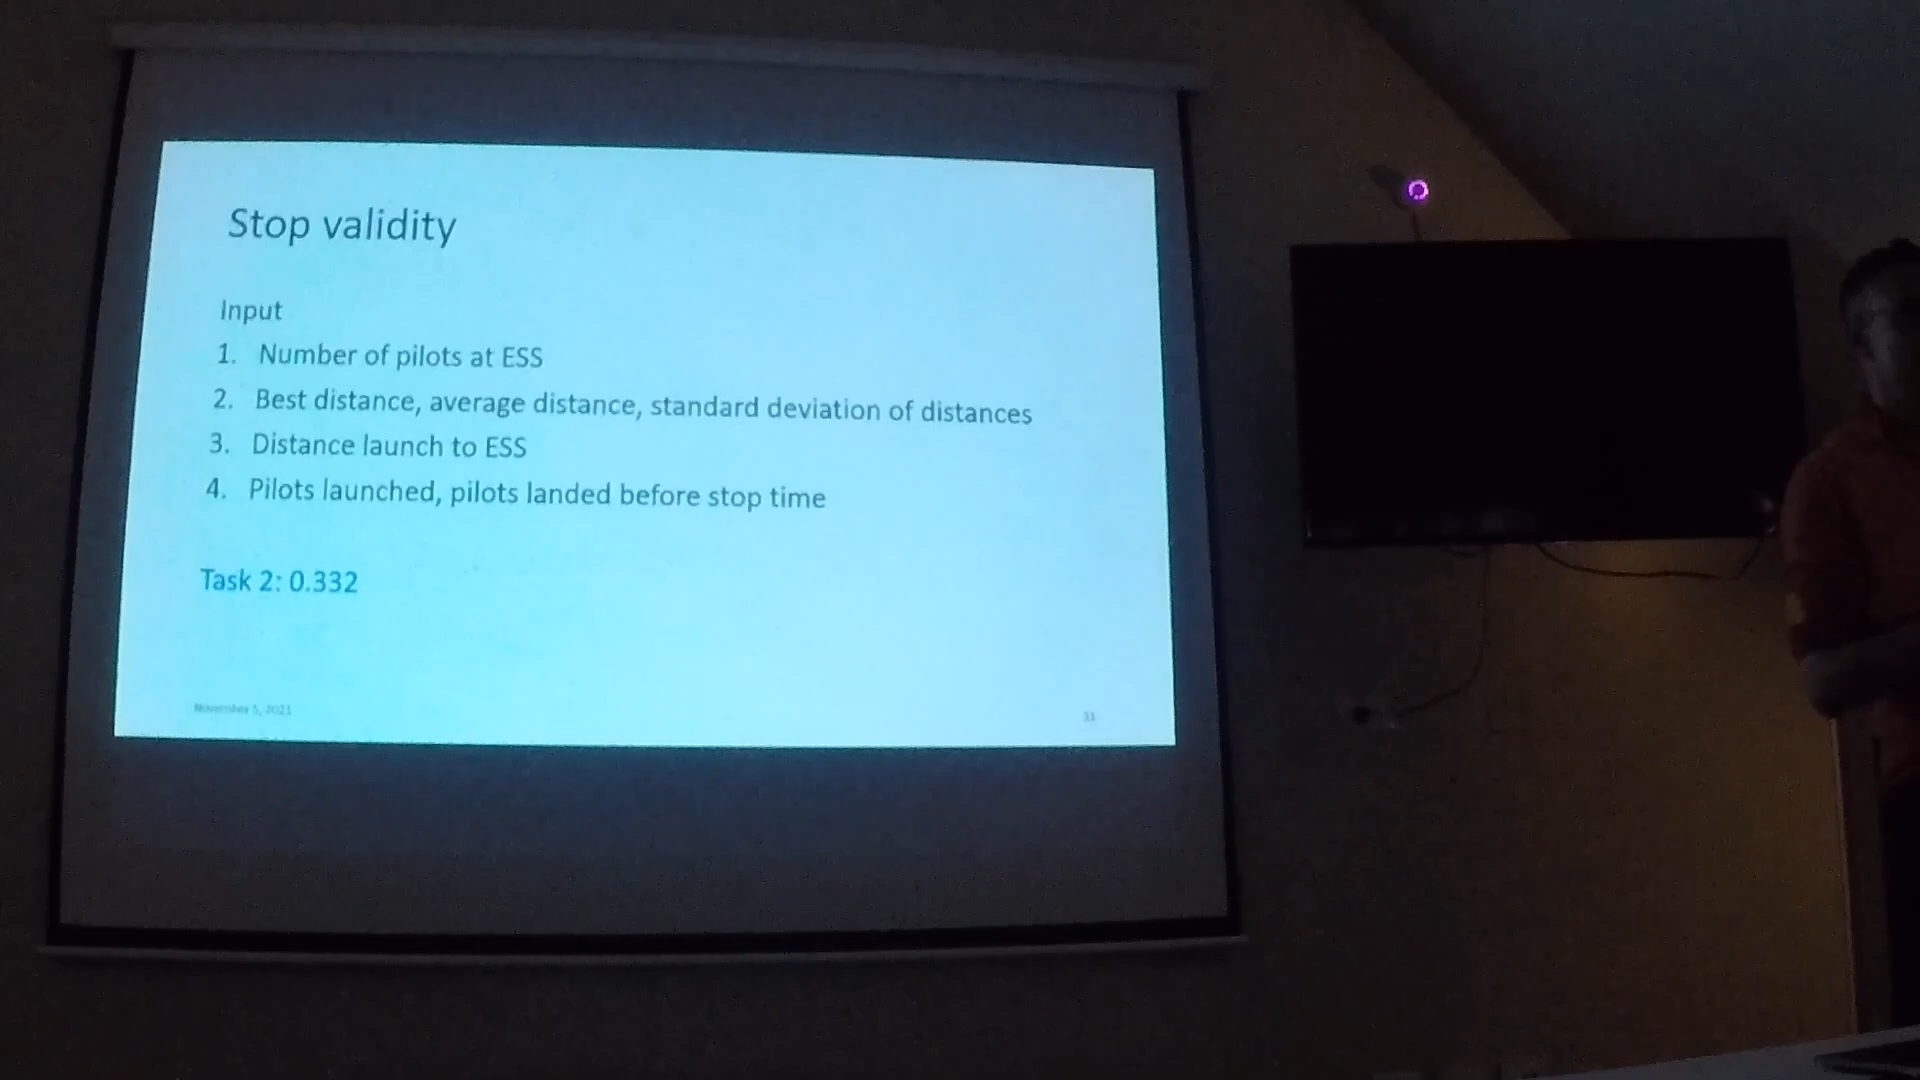 Stop validity
Input
1. Number of pilots at ESS
2. Best distance, average distance, standard deviation of distances
3. Distance launch to ESS
4. Pilots launched, pilots landed before stop time
Task 2: 0.332
November 5, 2021
31